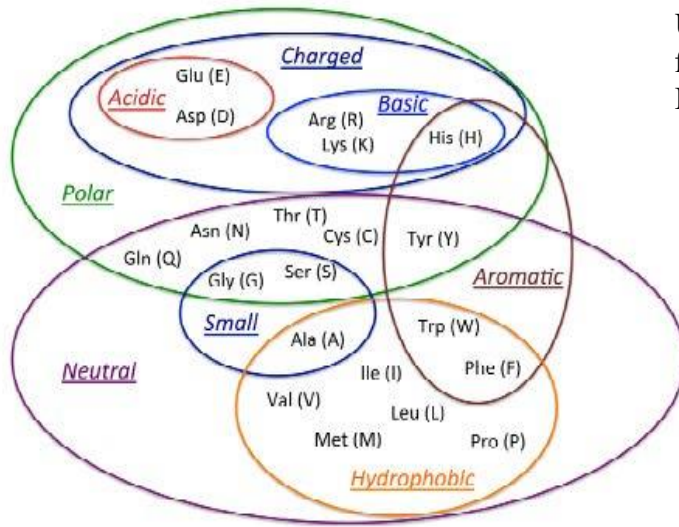 Charged
Glu (E)
Acidic
Asp (D)
Basic
Arg (R)
Lys (K)
His (H)
Polar
Thr (T)
Asn (N)
Cys (C)
Tyr (Y)
Gln (Q)
Ser (S)
Gly (G)
Aromatic
Small
Trp (W)
Ala (A)
Neutral
Ile (I)
Phe (F)
Val (V)
Leu (L)
Met (M)
Pro (P)
Hydrophobic